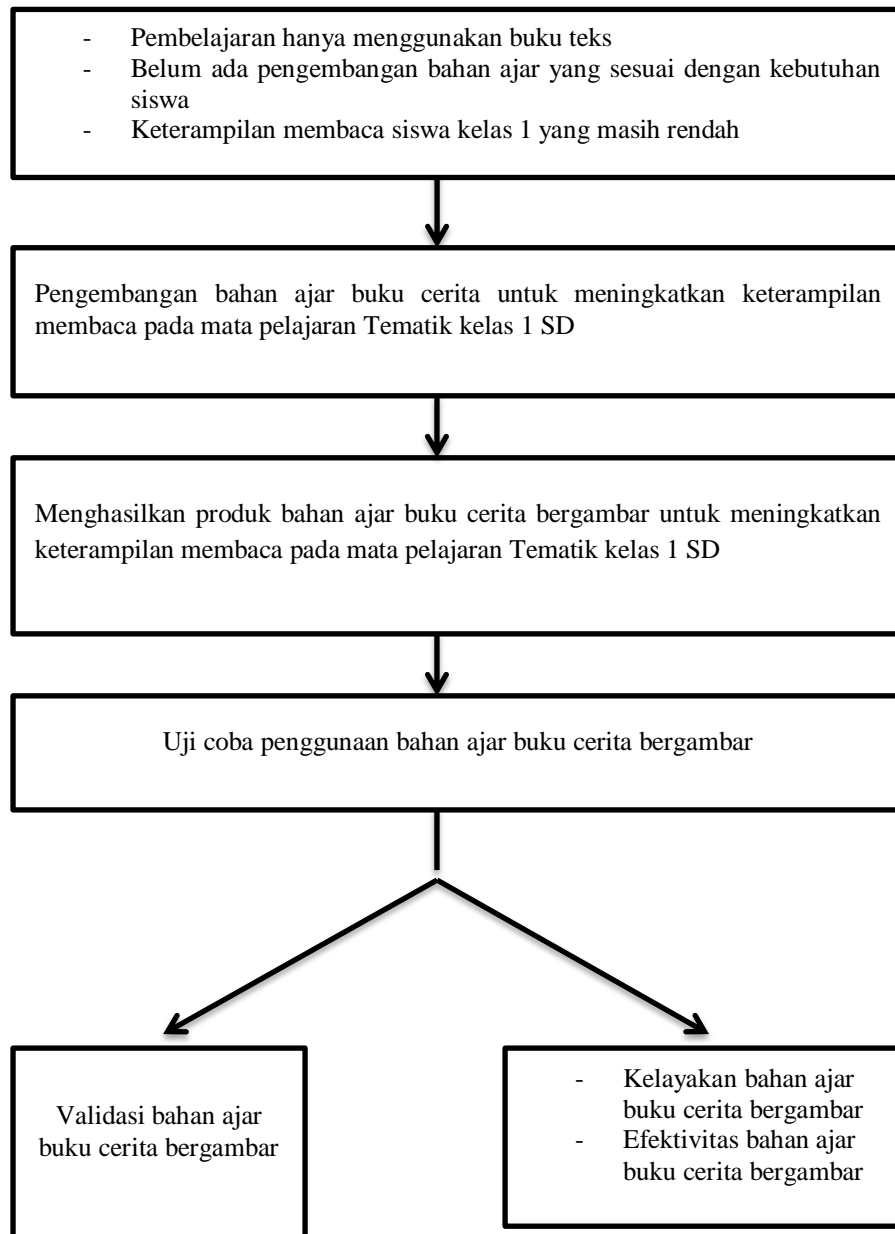 - Pembelajaran hanya menggunakan buku teks
- Belum ada pengembangan bahan ajar yang sesuai dengan kebutuhan
siswa
- Keterampilan membaca siswa kelas 1 yang masih rendah
Pengembangan bahan ajar buku cerita untuk meningkatkan keterampilan
membaca pada mata pelajaran Tematik kelas 1 SD
Menghasilkan produk bahan ajar buku cerita bergambar untuk meningkatkan
keterampilan membaca pada mata pelajaran Tematik kelas 1 SD
Uji coba penggunaan bahan ajar buku cerita bergambar
Validasi bahan ajar
buku cerita bergambar
- Kelayakan bahan ajar
buku cerita bergambar
- Efektivitas bahan ajar
buku cerita bergambar